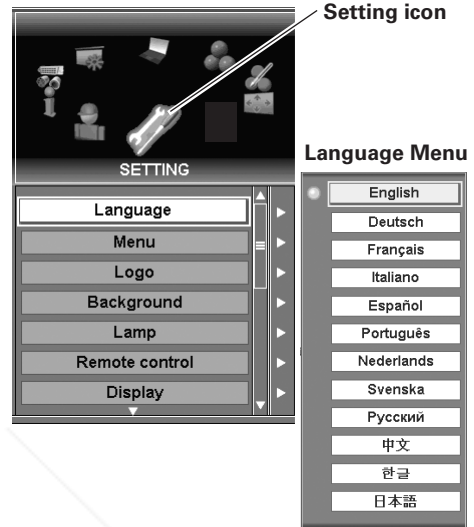 Setting icon
SETTING
Language
Menu
Logo
Background
Lamp
Remote control
Display
Language Menu
English
Deutsch
Français
Italiano
Español
Português
Nederlands
Svenska
Русский
中文
한글
日本語